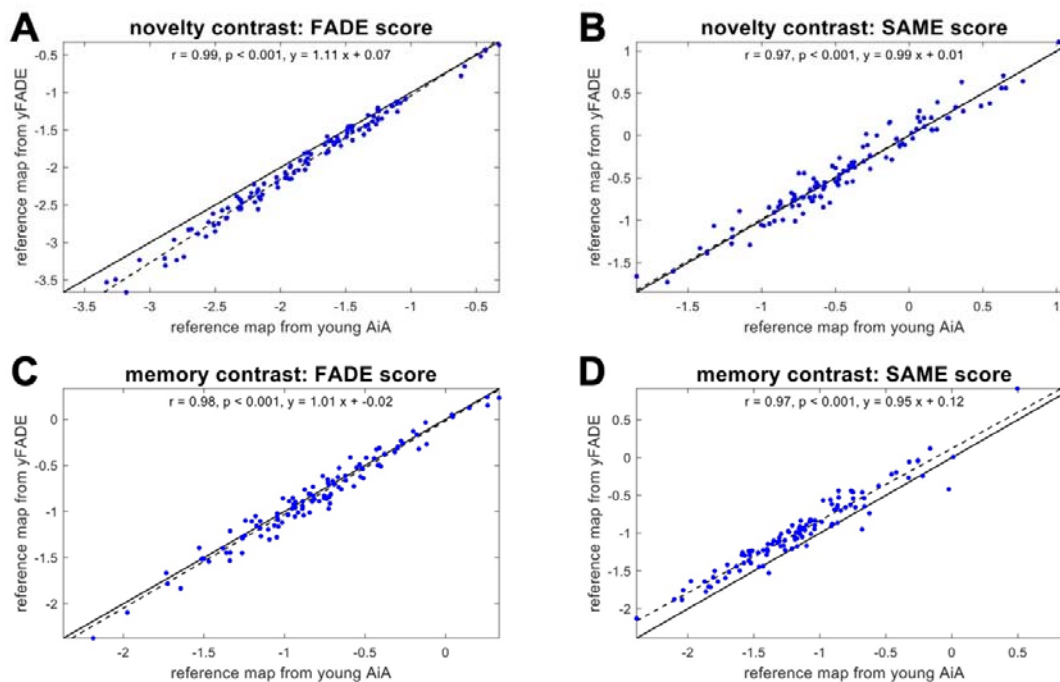 A
novelty contrast: FADE score
r = 0.99, p < 0.001, y = 1.11 x + 0.07
reference map from yFADE
-0.5
-1
-1.5
-2
-2.5
-3
-3.5
-3.5 -3 -2.5 -2 -1.5 -1 -0.5
reference map from young AiA
B
novelty contrast: SAME score
r = 0.97, p < 0.001, y = 0.99 x + 0.01
reference map from yFADE
1
0.5
0
-0.5
-1
-1.5
-1.5 -1 -0.5 0 0.5 1
reference map from young AiA
C
memory contrast: FADE score
r = 0.98, p < 0.001, y = 1.01 x + -0.02
reference map from yFADE
0
-0.5
-1
-1.5
-2
-2 -1.5 -1 -0.5 0
reference map from young AiA
D
memory contrast: SAME score
r = 0.97, p < 0.001, y = 0.95 x + 0.12
reference map from yFADE
0.5
0
-0.5
-1
-1.5
-2
-2 -1.5 -1 -0.5 0 0.5
reference map from young AiA